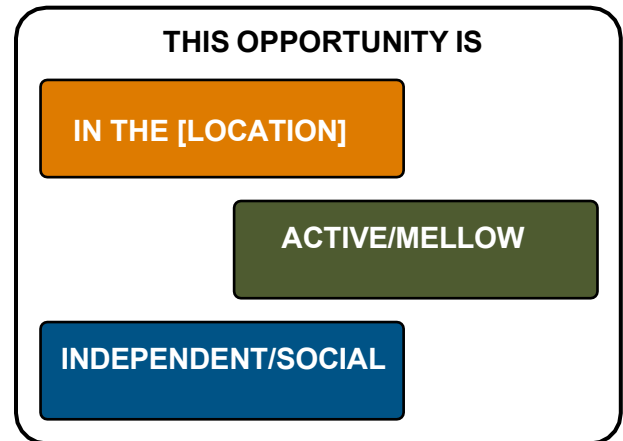 THIS OPPORTUNITY IS
IN THE [LOCATION]
ACTIVE/MELLOW
INDEPENDENT/SOCIAL